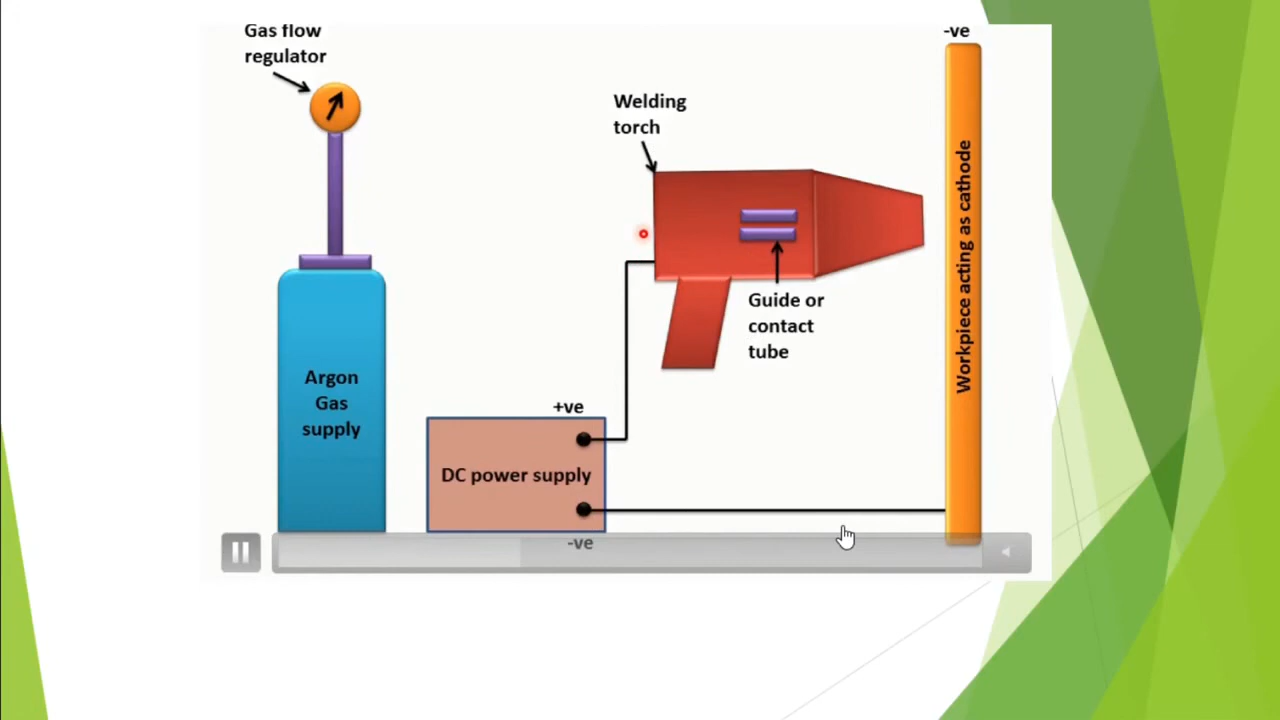 Gas flow
regulator
-ve
Welding
torch
Workpiece acting as cathode
Guide or
contact
tube
Argon
Gas
supply
+ve
DC power supply
-ve